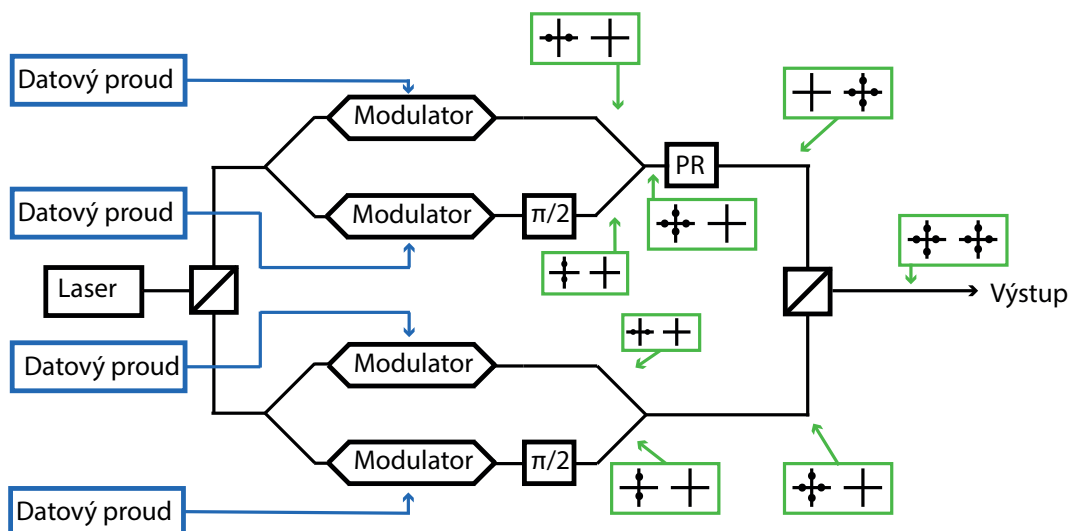 Datový proud
Modulator
PR
Datový proud
Modulator
π/2
Laser
Výstup
Datový proud
Modulator
Modulator
π/2
Datový proud